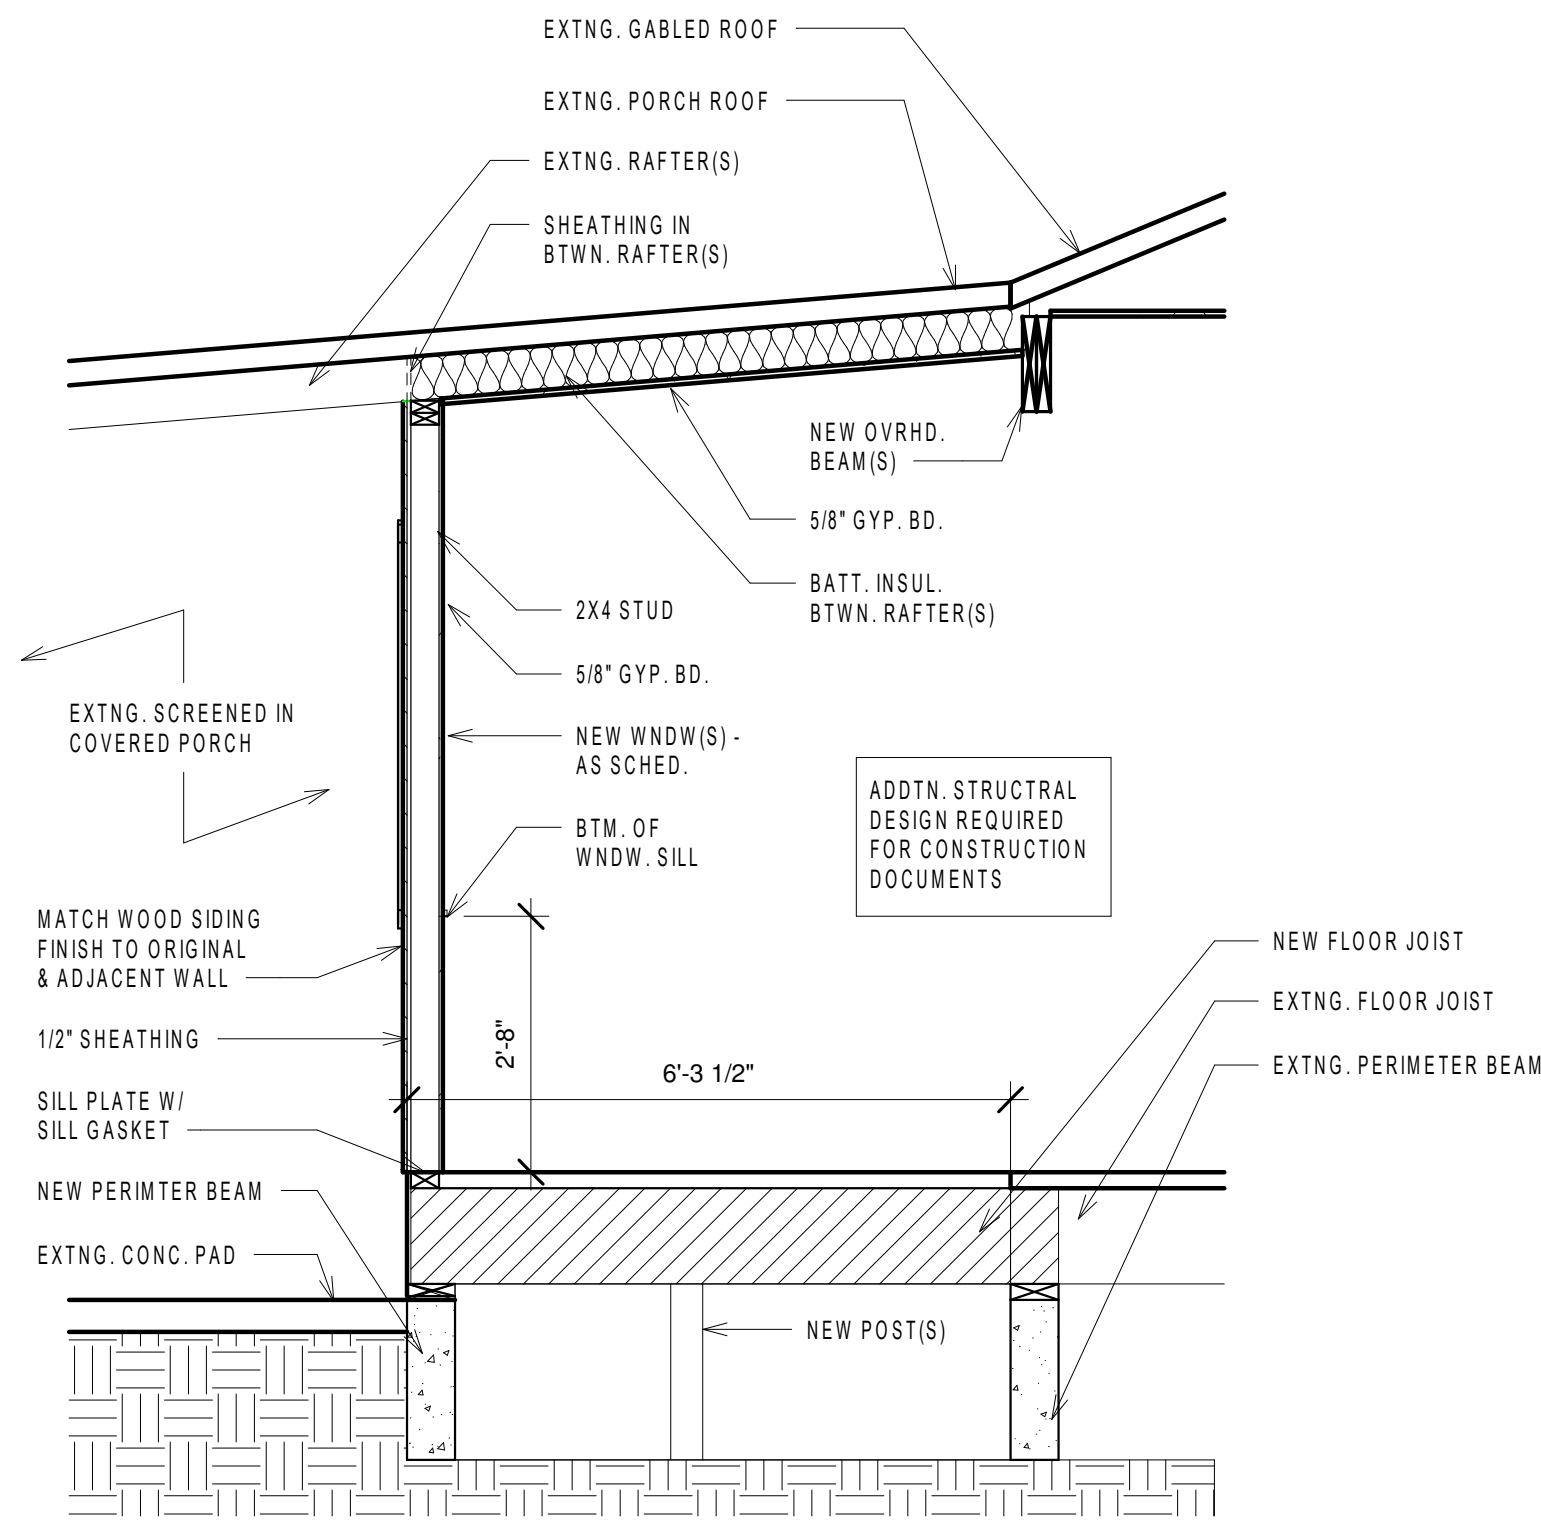 EXTNG. GABLED ROOF
EXTNG. PORCH ROOF
EXTNG. RAFTER(S)
SHEATHING IN
BTWN. RAFTER(S)
NEW OVRHD.
BEAM(S)
5/8" GYP. BD.
BATT. INSUL.
BTWN. RAFTER(S)
2X4 STUD
5/8" GYP. BD.
EXTNG. SCREENED IN
COVERED PORCH
NEW WNDW(S) -
AS SCHED.
BTM. OF
WNDW. SILL
ADDTN. STRUCTRAL
DESIGN REQUIRED
FOR CONSTRUCTION
DOCUMENTS
MATCH WOOD SIDING
FINISH TO ORIGINAL
& ADJACENT WALL
1/2" SHEATHING
SILL PLATE W/
SILL GASKET
NEW PERIMTER BEAM
EXTNG. CONC. PAD
2'-8"
6'-3 1/2"
NEW FLOOR JOIST
EXTNG. FLOOR JOIST
EXTNG. PERIMETER BEAM
NEW POST(S)